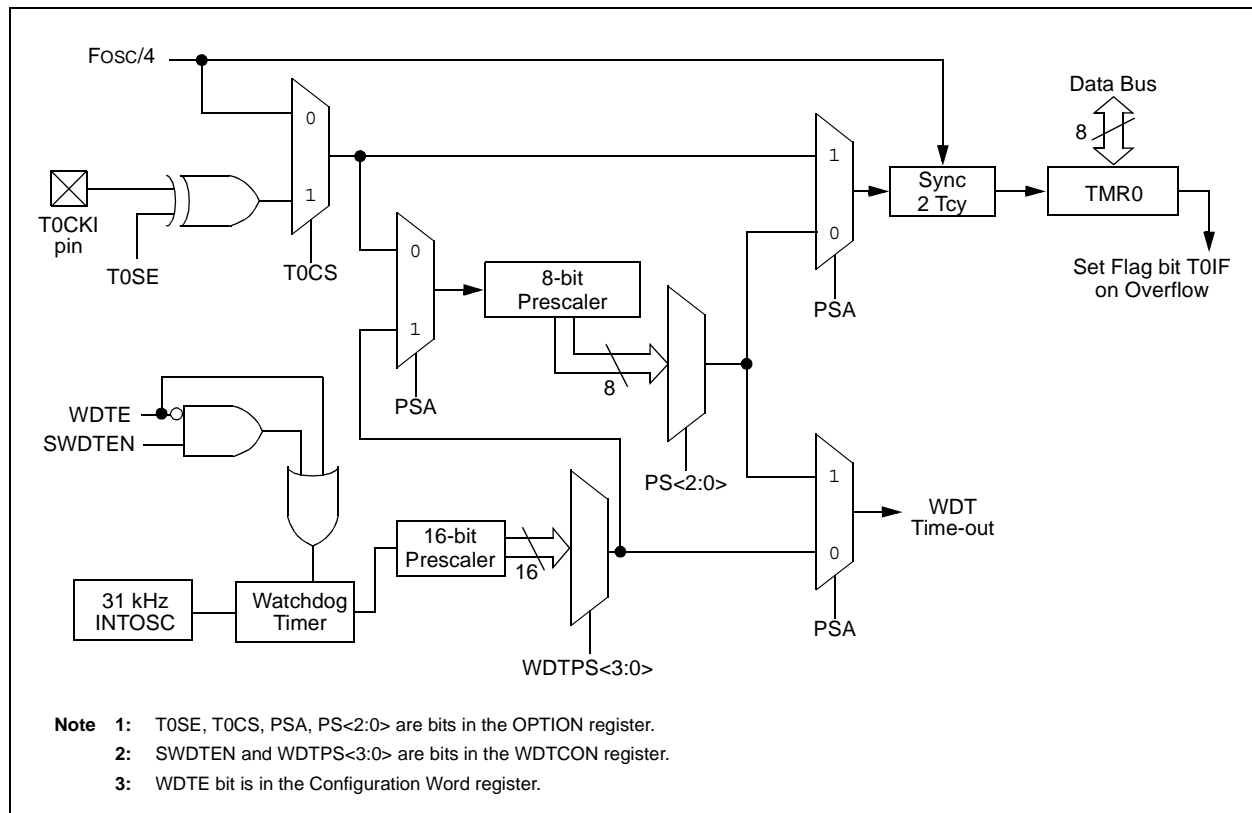 FOSC/4
Data Bus
8
0
1
1
0
T0CKI
pin
T0SE
T0CS
Sync
2 TCY
TMR0
Set Flag bit T0IF
on Overflow
PSA
0
1
8-bit
Prescaler
8
PSA
PS<2:0>
WDTE
SWDTEN
1
0
WDT
Time-out
16-bit
Prescaler
16
31 kHz
INTOSC
Watchdog
Timer
PSA
WDTPS<3:0>
Note 1: T0SE, T0CS, PSA, PS<2:0> are bits in the OPTION register.
2: SWDTEN and WDTPS<3:0> are bits in the WDTCON register.
3: WDTE bit is in the Configuration Word register.